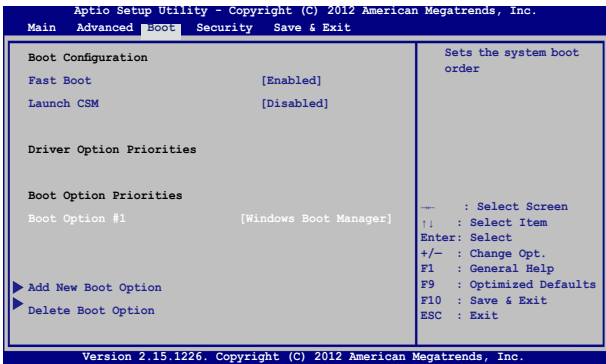 Aptio Setup Utility - Copyright (C) 2012 American Megatrends, Inc.
Main Advanced Boot Security Save & Exit
Boot Configuration
Fast Boot [Enabled]
Launch CSM [Disabled]
Driver Option Priorities
Boot Option Priorities
Boot Option #1 [Windows Boot Manager]
Add New Boot Option
Delete Boot Option
Sets the system boot
order
→← : Select Screen
↑↓ : Select Item
Enter: Select
+/— : Change Opt.
F1 : General Help
F9 : Optimized Defaults
F10 : Save & Exit
ESC : Exit
Version 2.15.1226. Copyright (C) 2012 American Megatrends, Inc.